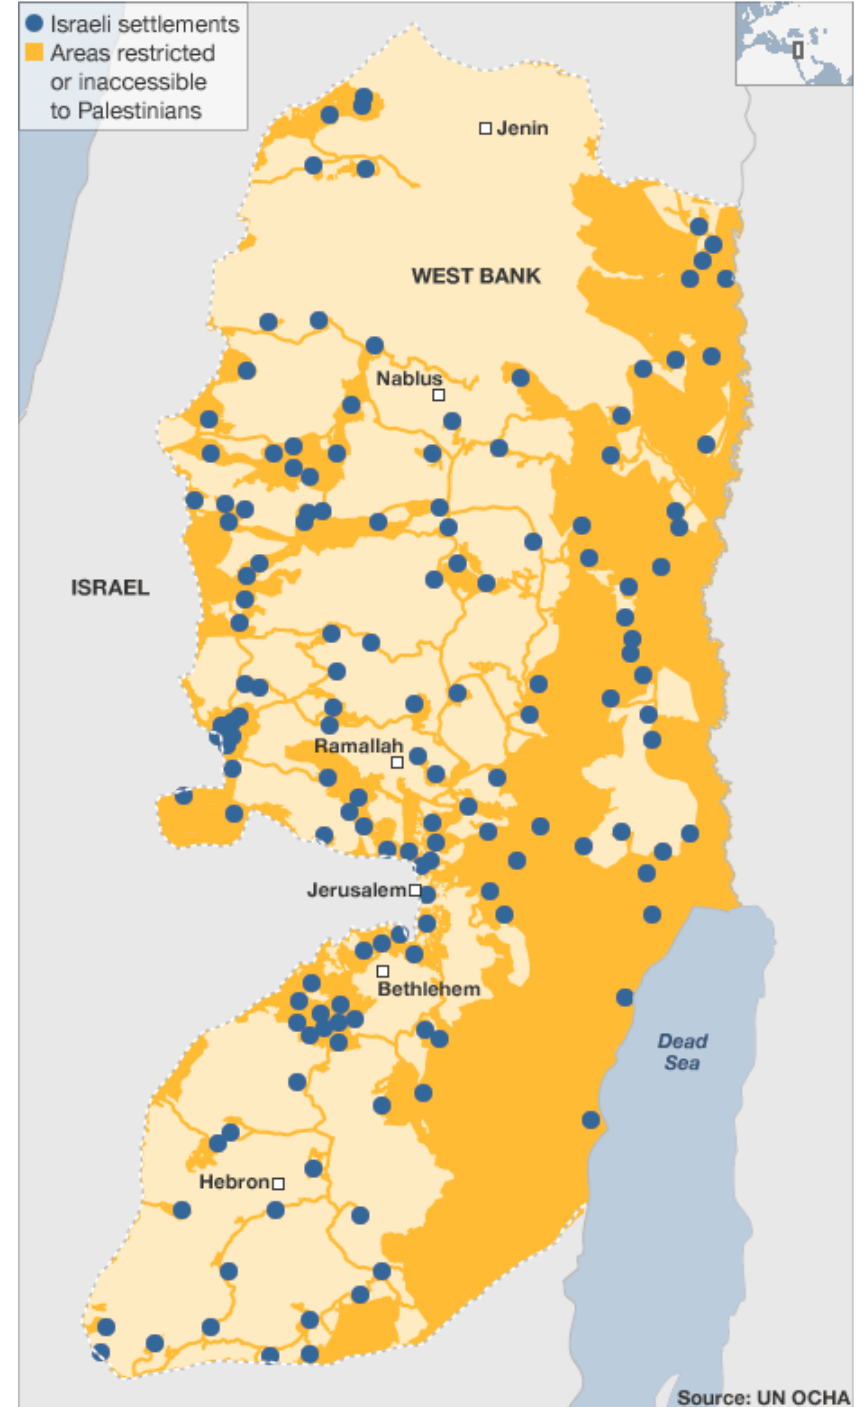 Israeli settlements
Areas restricted
or inaccessible
to Palestinians
Jenin
WEST BANK
Nablus
ISRAEL
Ramallah
Jerusalem
Bethlehem
Dead
Sea
Hebron
Source: UN OCHA